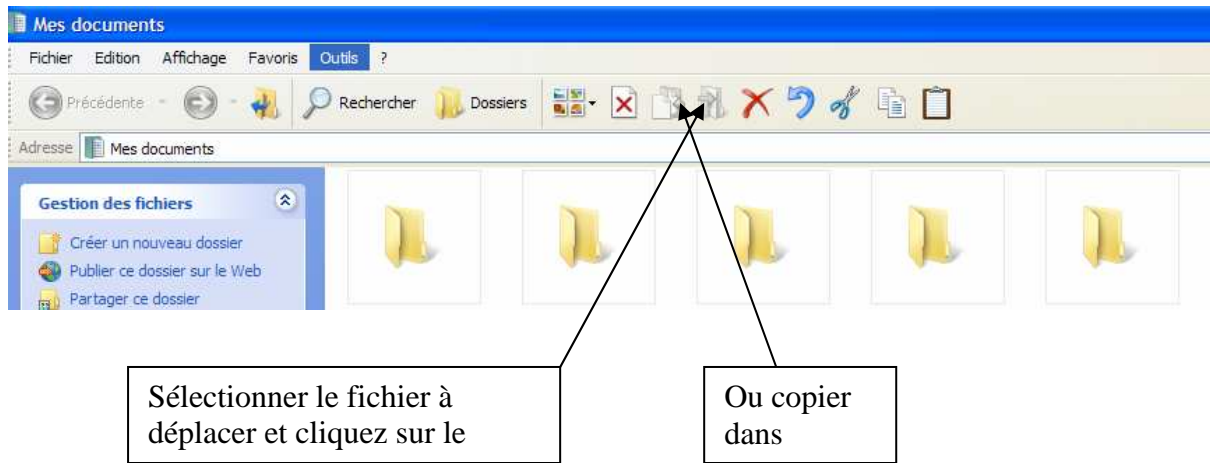 Mes documents
Fichier Edition Affichage Favoris Outils ?
Précédente Rechercher Dossiers
Adresse Mes documents
Gestion des fichiers
Créer un nouveau dossier
Publier ce dossier sur le Web
Partager ce dossier
Sélectionner le fichier à
déplacer et cliquez sur le
Ou copier
dans